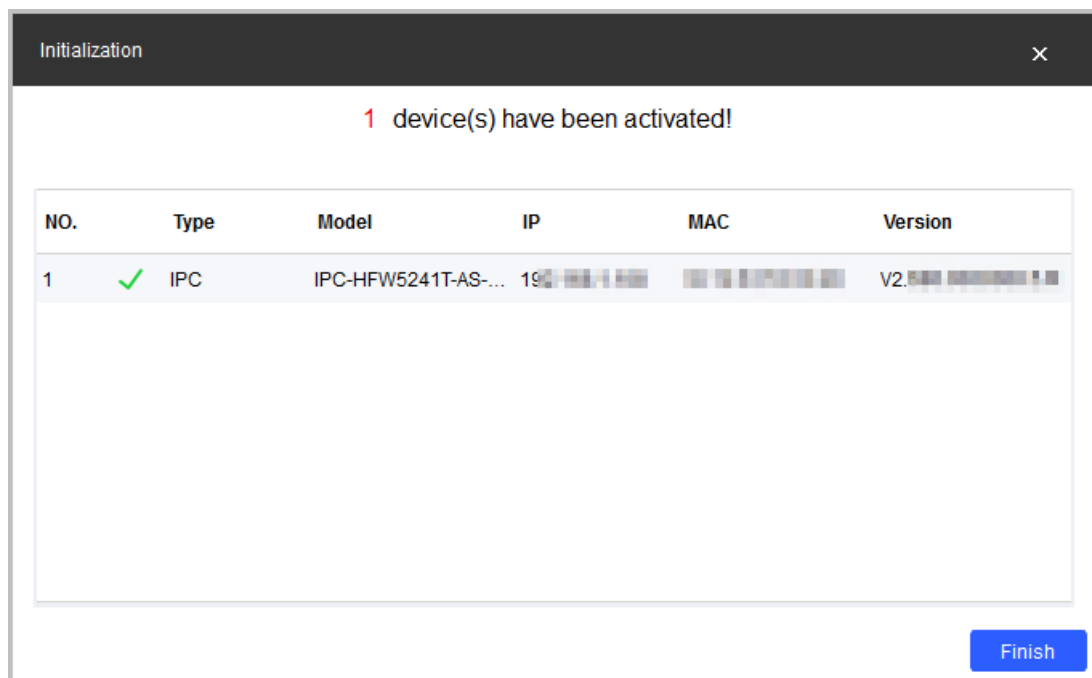 Initialization
1 device(s) have been activated!
NO. Type Model IP MAC Version
1 IPC IPC-HFW5241T-AS-...
Finish